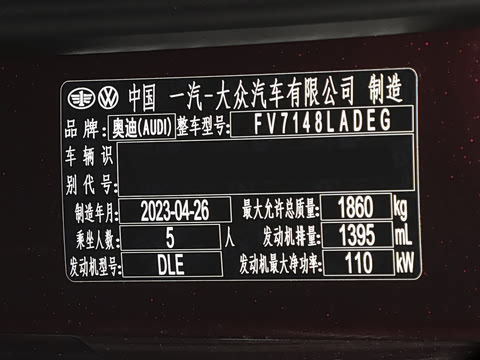 中国 一汽-大众汽车有限公司 制造
品牌: 奥迪(AUDI) 整车型号: FV7148LADEG
车辆识
别代号:
制造年月: 2023-04-26 最大允许总质量: 1860 kg
乘坐人数: 5 人 发动机排量: 1395 mL
发动机型号: DLE 发动机最大净功率: 110 kW